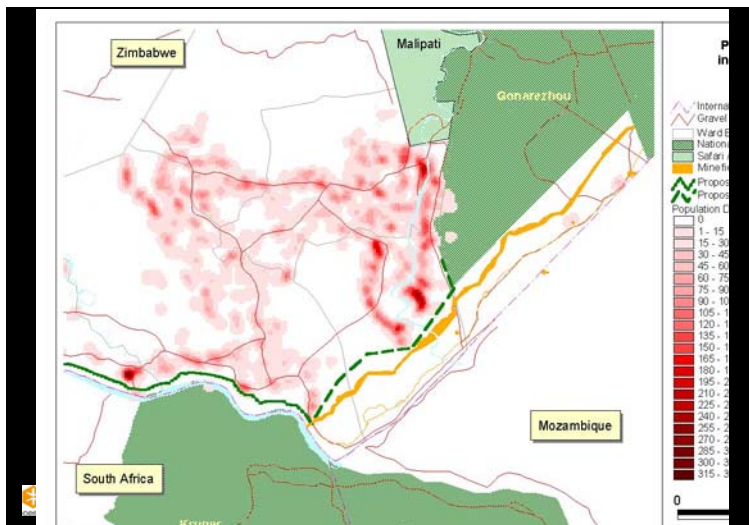 Zimbabwe
Malipati
Gonarezhou
P
in
Interna
Gravel
Ward B
Nationa
Safari A
Minefie
Propos
Propos
Population D
0
1 - 15
15 - 30
30 - 45
45 - 60
60 - 75
75 - 90
90 - 10
105 - 1
120 - 1
135 - 1
150 - 1
165 - 1
180 - 1
195 - 2
210 - 2
225 - 2
240 - 2
255 - 2
270 - 2
285 - 3
300 - 3
315 - 3
0
Mozambique
South Africa
Kruger